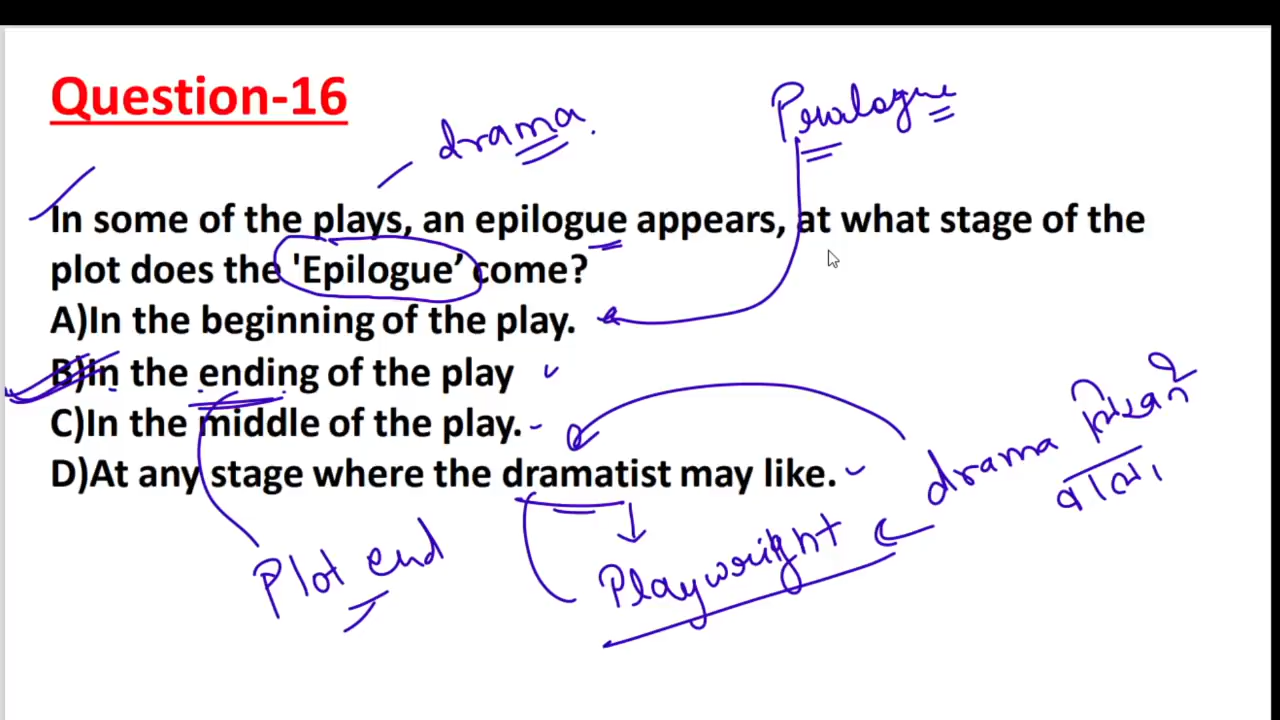 Question-16
drama.
Peralogue
In some of the plays, an epilogue appears, at what stage of the
plot does the 'Epilogue’ come?
A)In the beginning of the play.
B)In the ending of the play
C)In the middle of the play.
D)At any stage where the dramatist may like.
drama
Plot end
Playwright